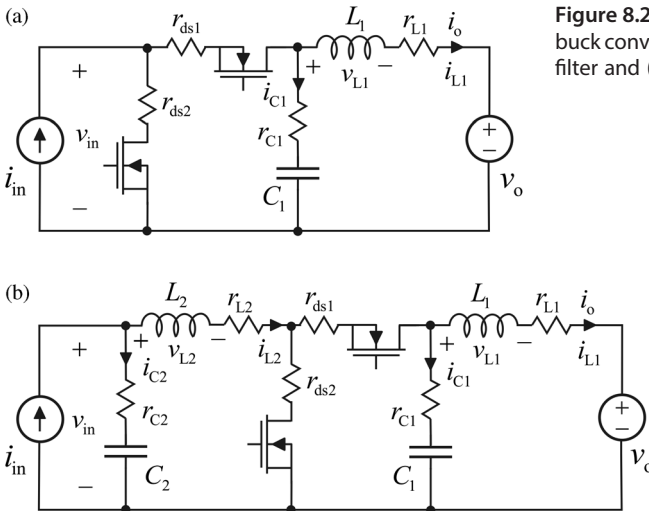 (a)
r_ds1
L_1
r_L1
i_o
Figure 8.2
buck conv
filter and (
+
+
v_L1
−
i_L1
i_C1
r_ds2
r_C1
v_in
i_in
C_1
+
−
v_o
−
(b)
L_2
r_L2
r_ds1
L_1
r_L1
i_o
+
+
v_L2
−
i_L2
+
v_L1
−
i_L1
i_C2
i_C1
r_ds2
r_C2
r_C1
v_in
i_in
C_2
C_1
+
−
v_o
−